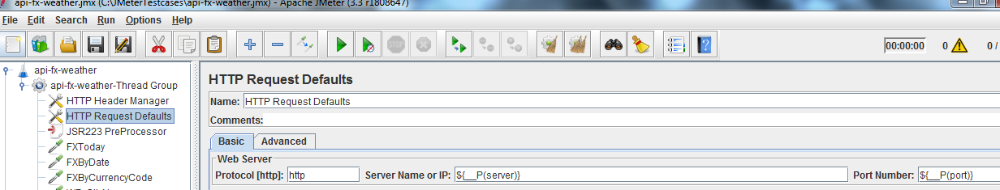 api-fx-weather.jmx (C:\JMeterTestcases\api-fx-weather.jmx) - Apache JMeter (3.3 r1808647)
File Edit Search Run Options Help
00:00:00 0 0 /
api-fx-weather
api-fx-weather-Thread Group
HTTP Header Manager
HTTP Request Defaults
JSR223 PreProcessor
FXToday
FXByDate
FXByCurrencyCode
HTTP Request Defaults
Name: HTTP Request Defaults
Comments:
Basic Advanced
Web Server
Protocol [http]: http Server Name or IP: ${__P(server)} Port Number: ${__P(port)}